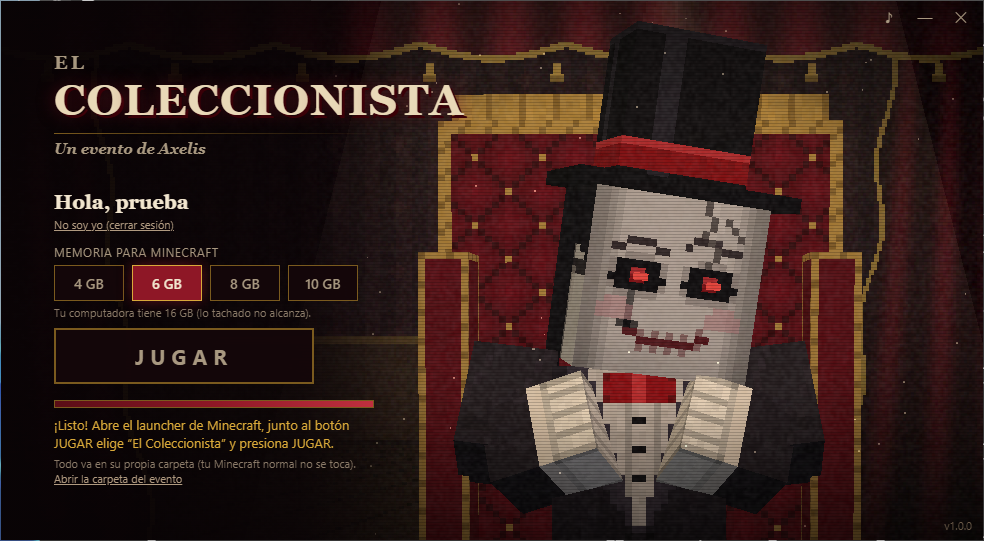 EL
COLECCIONISTA
Un evento de Axelis
Hola, prueba
No soy yo (cerrar sesión)
MEMORIA PARA MINECRAFT
4 GB
6 GB
8 GB
10 GB
Tu computadora tiene 16 GB (lo tachado no alcanza).
JUGAR
¡Listo! Abre el launcher de Minecraft, junto al botón
JUGAR elige “El Coleccionista” y presiona JUGAR.
Todo va en su propia carpeta (tu Minecraft normal no se toca).
Abrir la carpeta del evento
v1.0.0